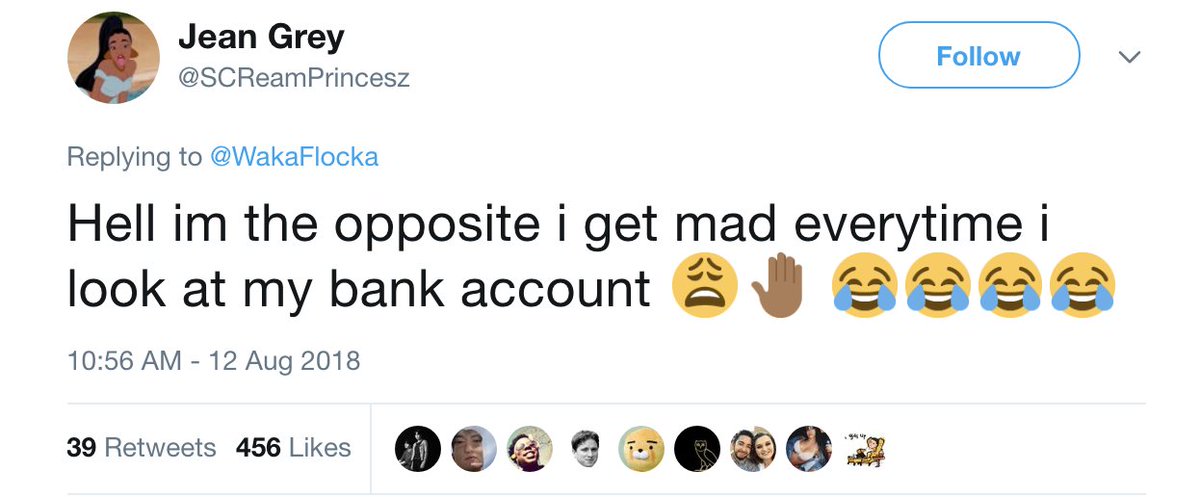 Jean Grey
@SCReamPrincesz
Follow
Replying to @WakaFlocka
Hell im the opposite i get mad everytime i
look at my bank account 😩🤚🏾 😂😂😂😂
10:56 AM - 12 Aug 2018
39 Retweets 456 Likes